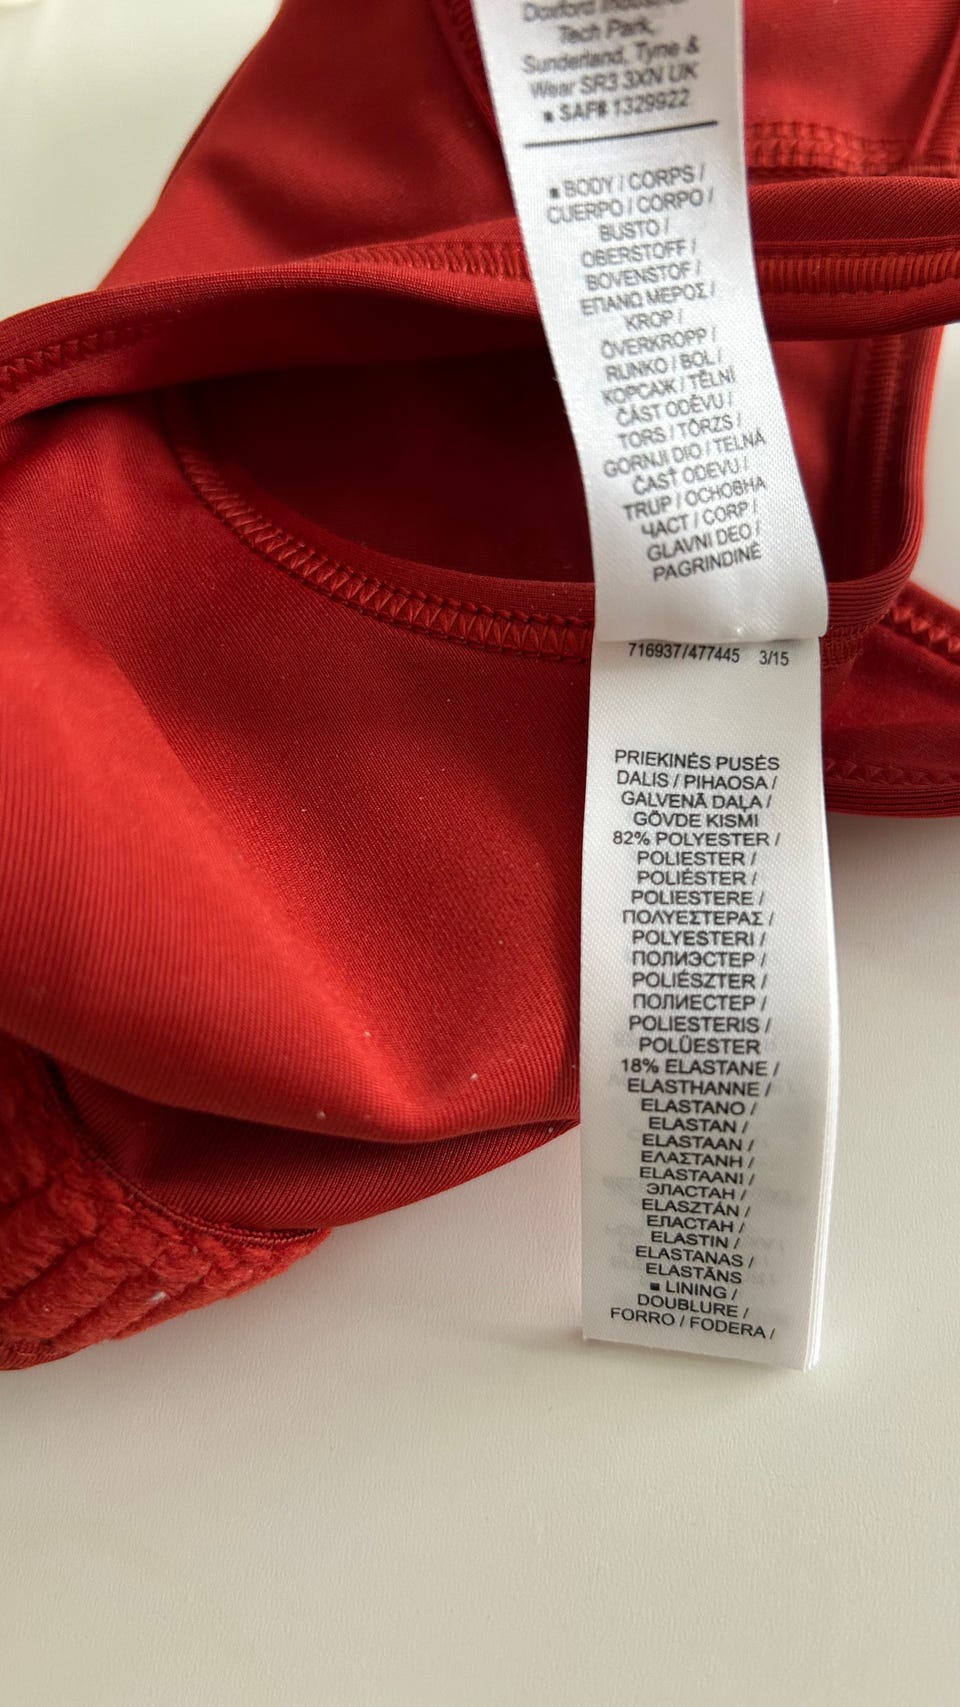 Doxford Industrial
Tech Park,
Sunderland, Tyne &
Wear SR3 3XN UK
▪ SAF# 1329922
▪ BODY / CORPS /
CUERPO / CORPO /
BUSTO /
OBERSTOFF /
BOVENSTOF /
ΕΠΑΝΩ ΜΕΡΟΣ /
KROP /
ÖVERKROPP /
RUNKO / BOL /
КОРСАЖ / TĚLNÍ
ČÁST ODĚVU /
TORS / TÖRZS /
GORNJI DIO / TELNÁ
ČASŤ ODEVU /
TRUP / ОСНОВНА
ЧАСТ / CORP /
GLAVNI DEO /
PAGRINDINĖ
716937/477445 3/15
PRIEKINĖS PUSĖS
DALIS / PIHAOSA /
GALVENĀ DAĻA /
GÖVDE KISMI
82% POLYESTER /
POLIESTER /
POLIÉSTER /
POLIESTERE /
ΠΟΛΥΕΣΤΕΡΑΣ /
POLYESTERI /
ПОЛИЭСТЕР /
POLIÉSZTER /
ПОЛИЕСТЕР /
POLIESTERIS /
POLÜESTER
18% ELASTANE /
ELASTHANNE /
ELASTANO /
ELASTAN /
ELASTAAN /
ΕΛΑΣΤΑΝΗ /
ELASTAANI /
ЭЛАСТАН /
ELASZTÁN /
ЕЛАСТАН /
ELASTIN /
ELASTANAS /
ELASTĀNS
▪ LINING /
DOUBLURE /
FORRO / FODERA /